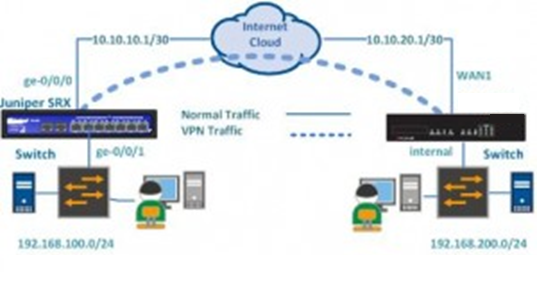 Internet
Cloud
10.10.10.1/30
10.10.20.1/30
ge-0/0/0
WAN1
Juniper SRX
Normal Traffic
VPN Traffic
Switch
ge-0/0/1
internal
Switch
192.168.100.0/24
192.168.200.0/24